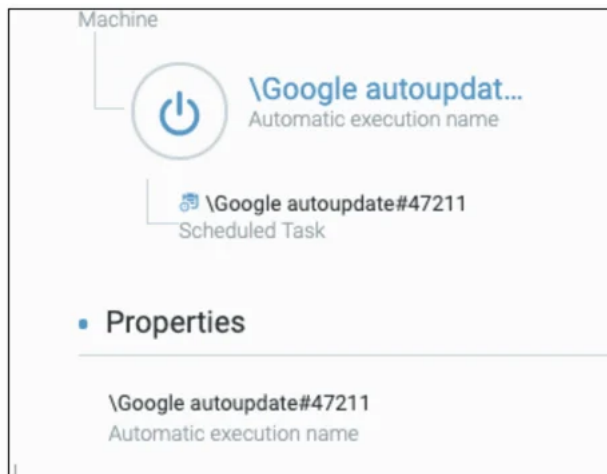 Machine
\Google autoupdat...
Automatic execution name
\Google autoupdate#47211
Scheduled Task
Properties
\Google autoupdate#47211
Automatic execution name